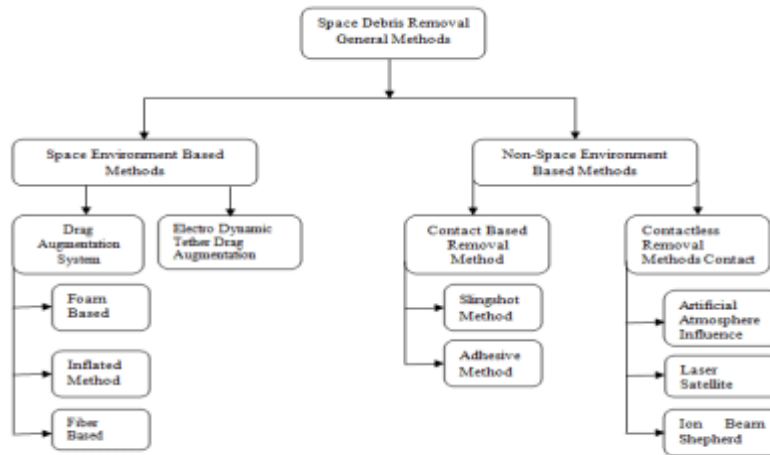 Space Debris Removal
General Methods
Space Environment Based
Methods
Non-Space Environment
Based Methods
Drag
Augmentation
System
Electro Dynamic
Tether Drag
Augmentation
Contact Based
Removal
Method
Contactless
Removal
Methods Contact
Foam
Based
Inflated
Method
Fiber
Based
Slingshot
Method
Adhesive
Method
Artificial
Atmosphere
Influence
Laser
Satellite
Ion Beam
Shepherd